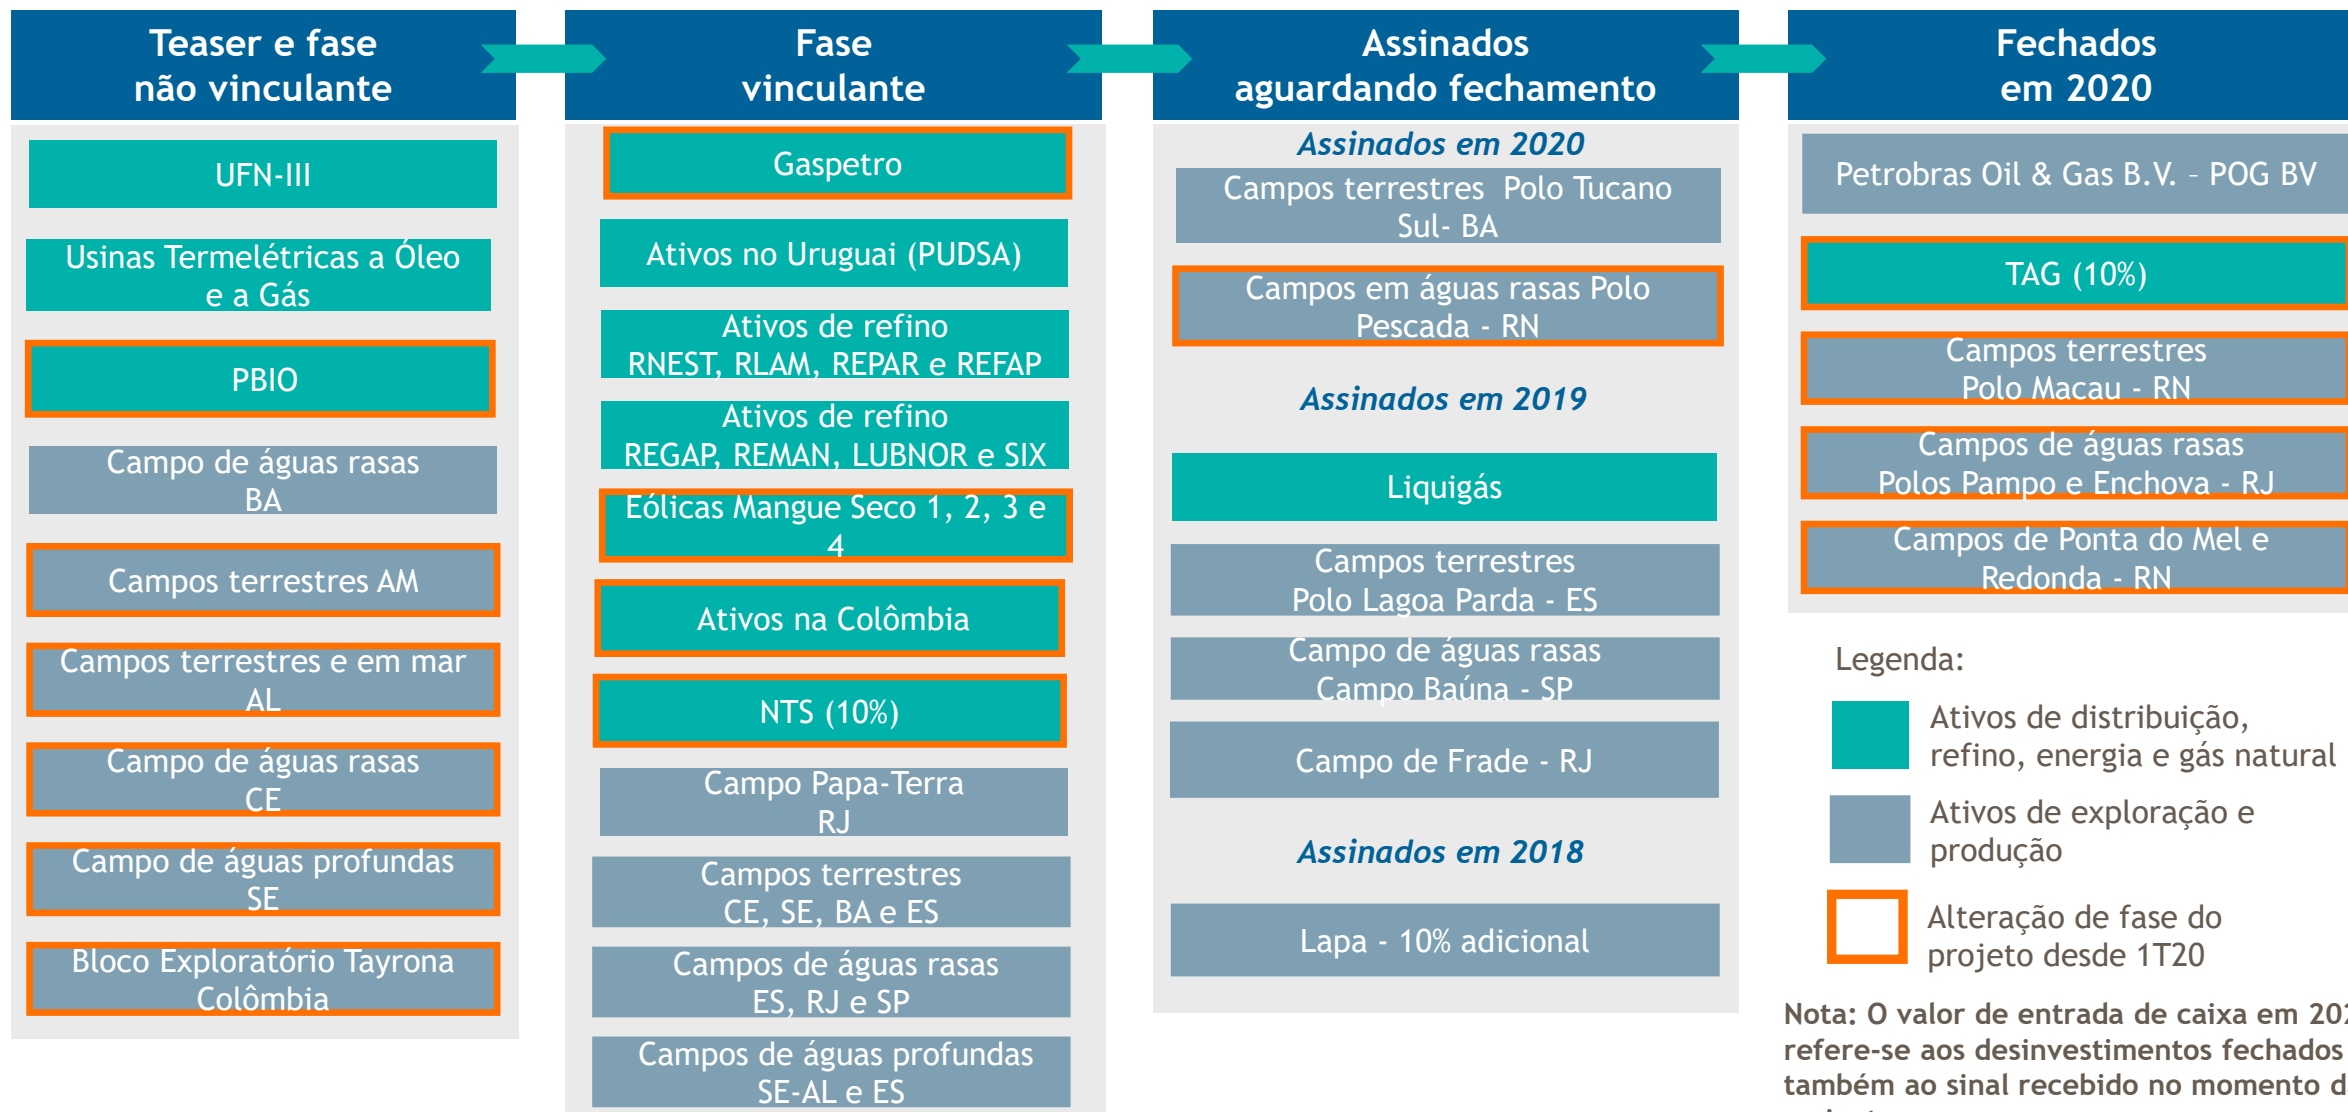 Teaser e fase
não vinculante
UFN-III
Usinas Termelétricas a Óleo
e a Gás
PBIO
Campo de águas rasas
BA
Campos terrestres AM
Campos terrestres e em mar
AL
Campo de águas rasas
CE
Campo de águas profundas
SE
Bloco Exploratório Tayrona
Colômbia
Fase
vinculante
Gaspetro
Ativos no Uruguai (PUDSA)
Ativos de refino
RNEST, RLAM, REPAR e REFAP
Ativos de refino
REGAP, REMAN, LUBNOR e SIX
Eólicas Mangue Seco 1, 2, 3 e
4
Ativos na Colômbia
NTS (10%)
Campo Papa-Terra
RJ
Campos terrestres
CE, SE, BA e ES
Campos de águas rasas
ES, RJ e SP
Campos de águas profundas
SE-AL e ES
Assinados
aguardando fechamento
Assinados em 2020
Campos terrestres Polo Tucano
Sul- BA
Campos em águas rasas Polo
Pescada - RN
Assinados em 2019
Liquigás
Campos terrestres
Polo Lagoa Parda - ES
Campo de águas rasas
Campo Baúna - SP
Campo de Frade - RJ
Assinados em 2018
Lapa - 10% adicional
Fechados
em 2020
Petrobras Oil & Gas B.V. – POG BV
TAG (10%)
Campos terrestres
Polo Macau - RN
Campos de águas rasas
Polos Pampo e Enchova - RJ
Campos de Ponta do Mel e
Redonda - RN
Legenda:
Ativos de distribuição,
refino, energia e gás natural
Ativos de exploração e
produção
Alteração de fase do
projeto desde 1T20
Nota: O valor de entrada de caixa em
refere-se aos desinvestimentos fechados
também ao sinal recebido no momento